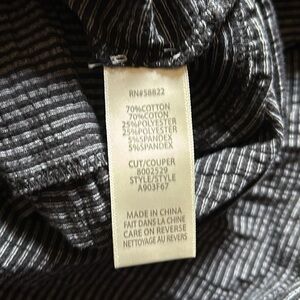 RN#58822
70%COTTON
70%COTON
25%POLYESTER
25%POLYESTER
5%SPANDEX
5%SPANDEX
CUT/COUPER
8002529
STYLE/STYLE
A903F67
MADE IN CHINA
FAIT DANS LA CHINE
CARE ON REVERSE
NETTOYAGE AU REVERS